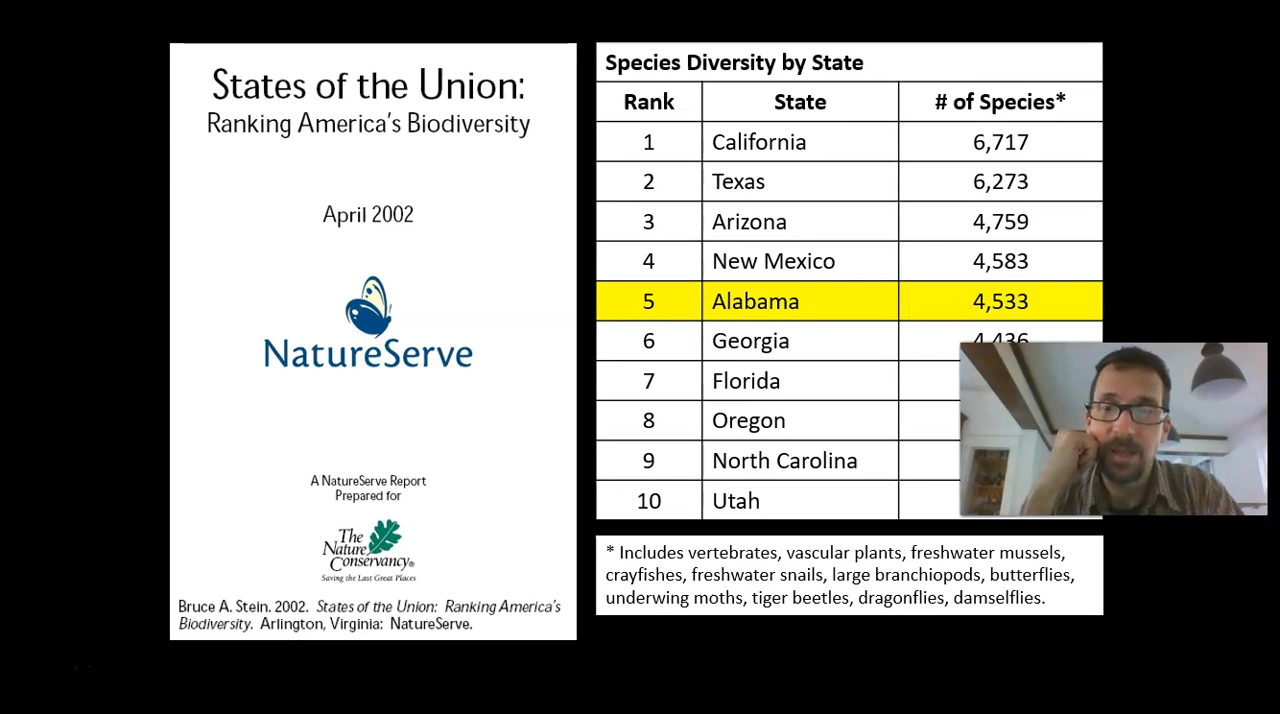 States of the Union:
Ranking America's Biodiversity
April 2002
NatureServe
A NatureServe Report
Prepared for
The
Nature
Conservancy®
Saving the Last Great Places
Bruce A. Stein. 2002. States of the Union: Ranking America's
Biodiversity. Arlington, Virginia: NatureServe.
Species Diversity by State
Rank State # of Species*
1 California 6,717
2 Texas 6,273
3 Arizona 4,759
4 New Mexico 4,583
5 Alabama 4,533
6 Georgia 4,436
7 Florida
8 Oregon
9 North Carolina
10 Utah
* Includes vertebrates, vascular plants, freshwater mussels,
crayfishes, freshwater snails, large branchiopods, butterflies,
underwing moths, tiger beetles, dragonflies, damselflies.